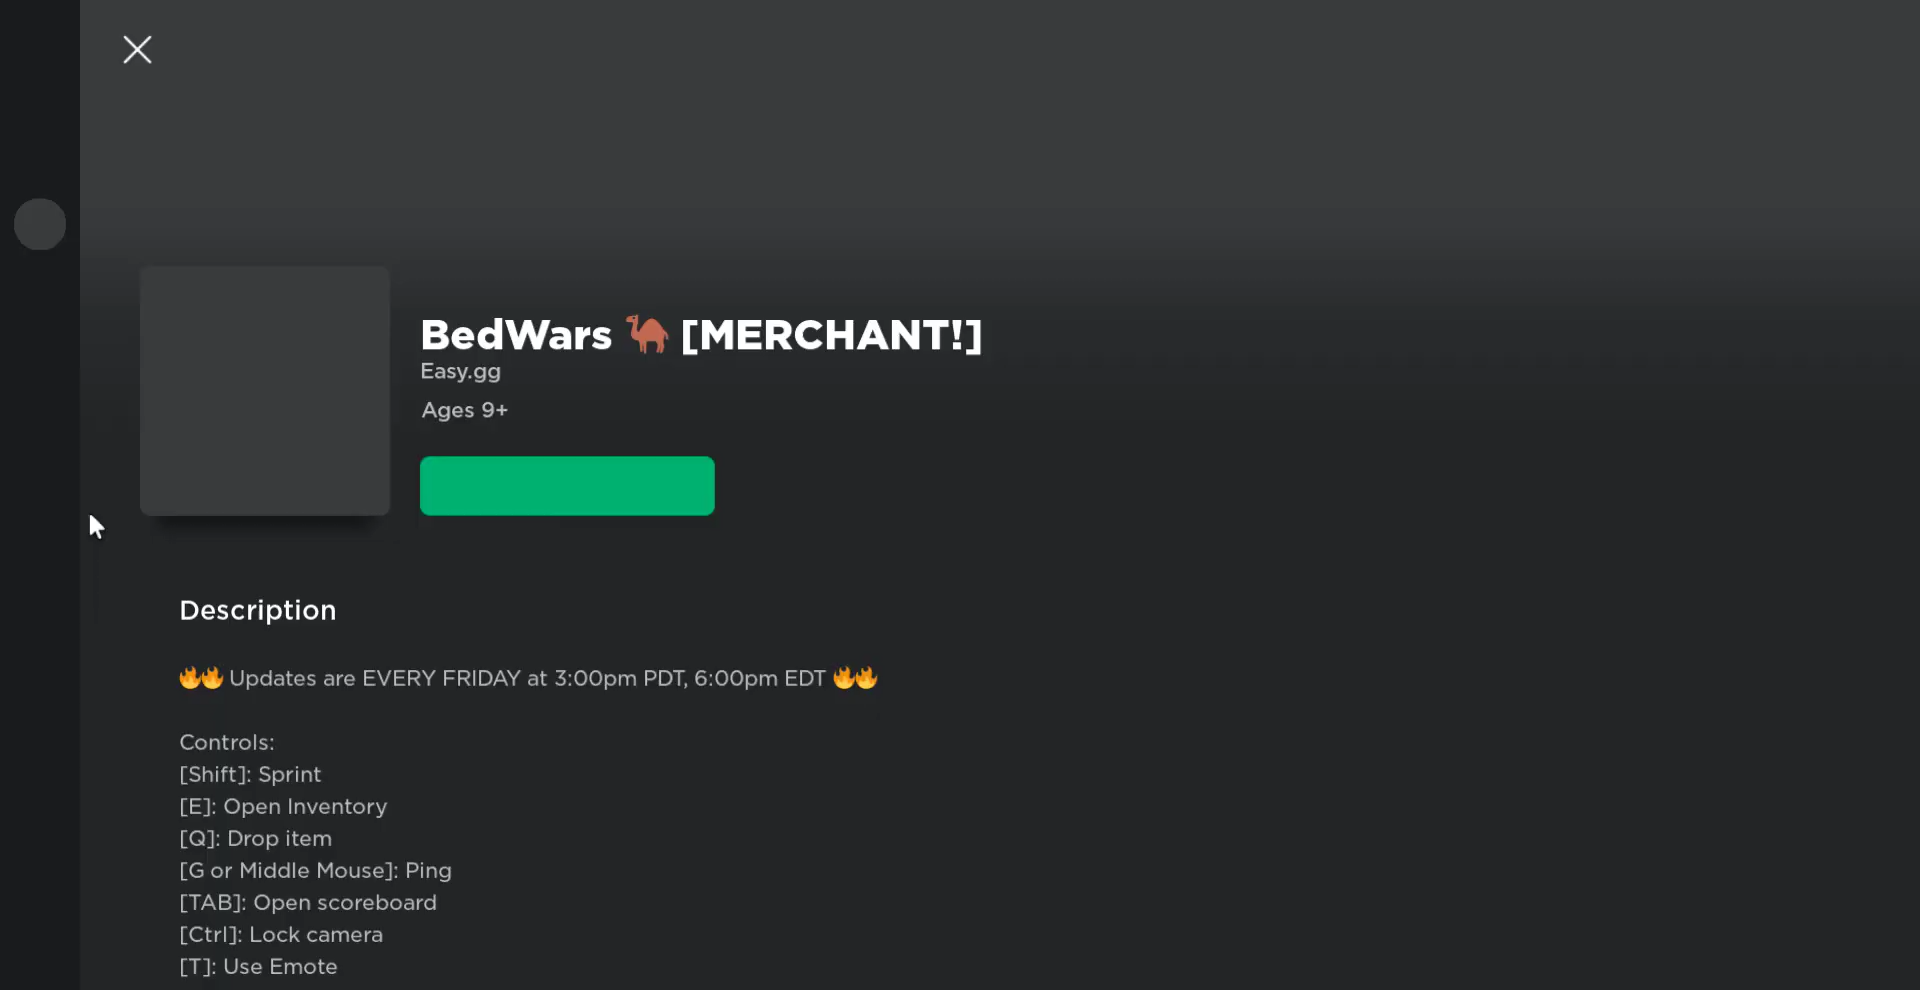 BedWars 🐪 [MERCHANT!]
Easy.gg
Ages 9+
Description
🔥🔥 Updates are EVERY FRIDAY at 3:00pm PDT, 6:00pm EDT 🔥🔥
Controls:
[Shift]: Sprint
[E]: Open Inventory
[Q]: Drop item
[G or Middle Mouse]: Ping
[TAB]: Open scoreboard
[Ctrl]: Lock camera
[T]: Use Emote